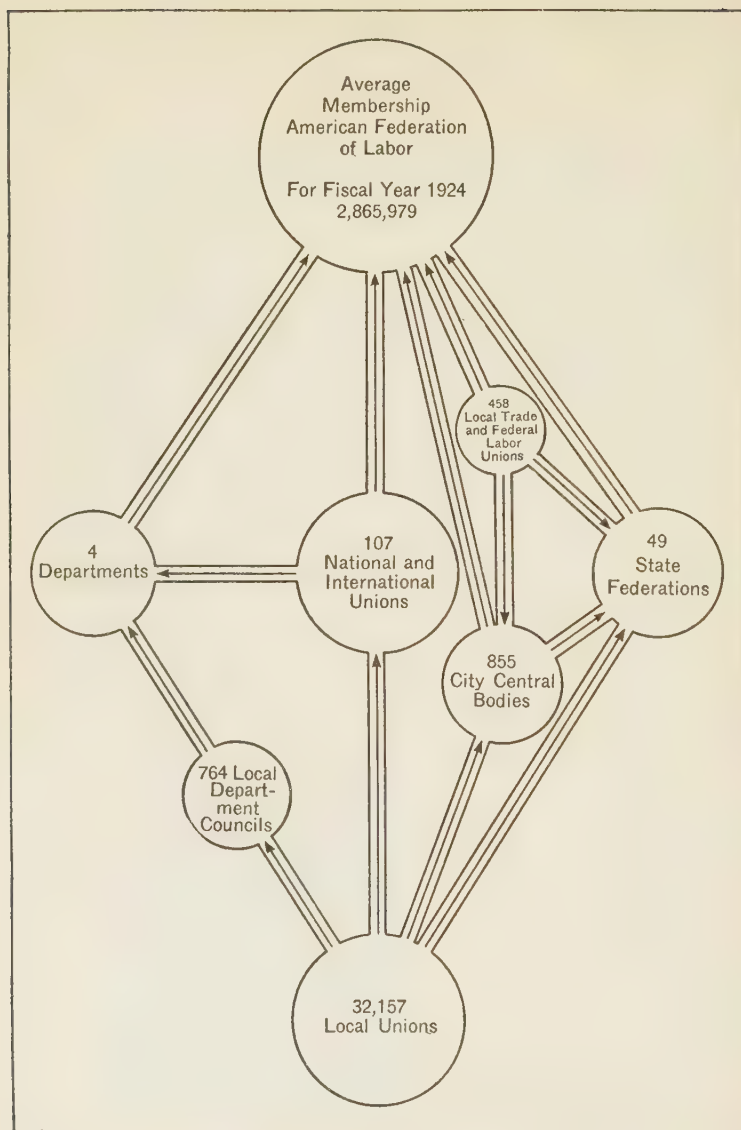 Average
Membership
American Federation
of Labor
For Fiscal Year 1924
2,865,979
458
Local Trade
and Federal
Labor
Unions
4
Departments
107
National and
International
Unions
49
State
Federations
855
City Central
Bodies
764 Local
Depart-
ment
Councils
32,157
Local Unions